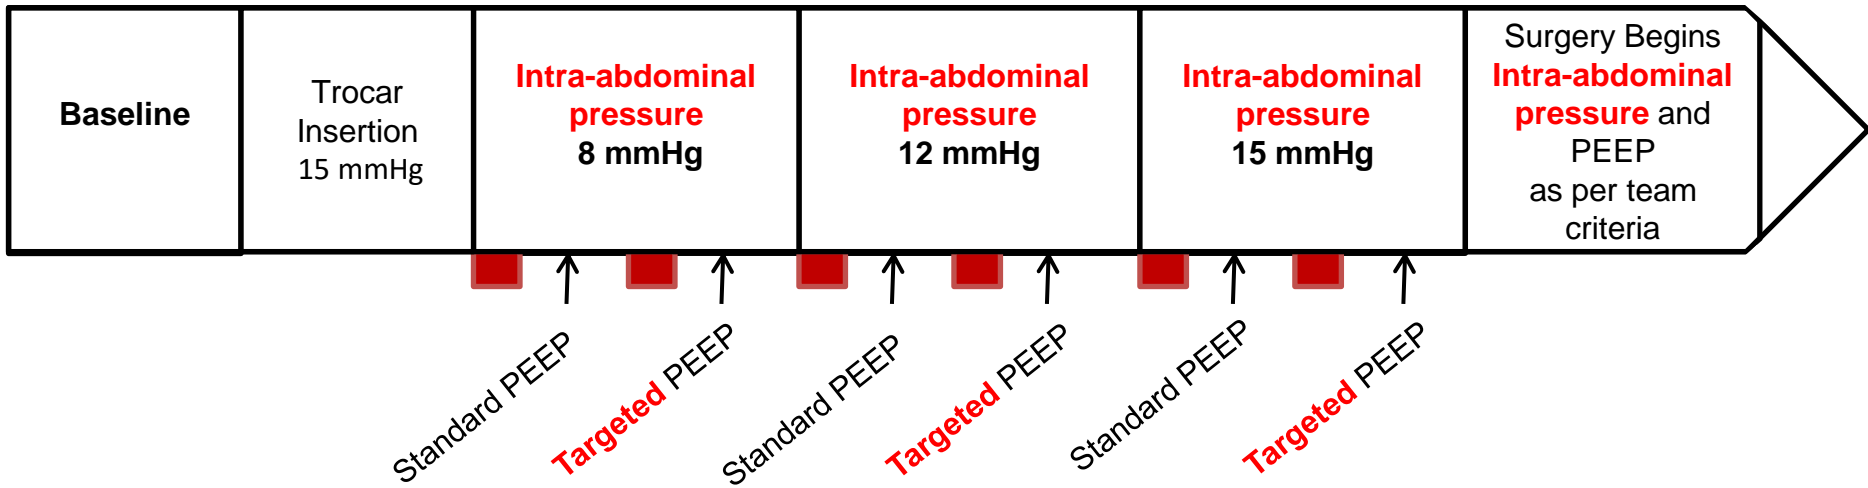 Baseline
Trocar
Insertion
15 mmHg
Intra-abdominal
pressure
8 mmHg
Intra-abdominal
pressure
12 mmHg
Intra-abdominal
pressure
15 mmHg
Surgery Begins
Intra-abdominal
pressure and
PEEP
as per team
criteria
Standard PEEP
Targeted PEEP
Standard PEEP
Targeted PEEP
Standard PEEP
Targeted PEEP